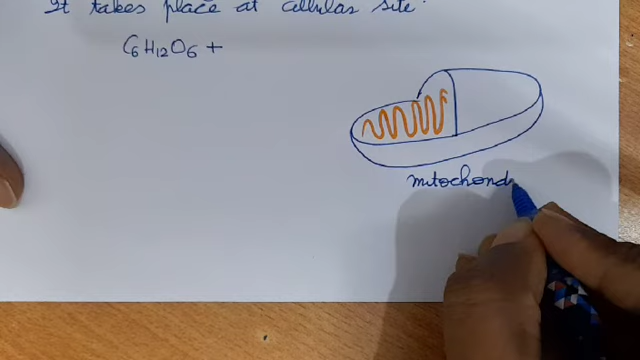 It takes place at cellular site.
C6H12O6 +
mitochond